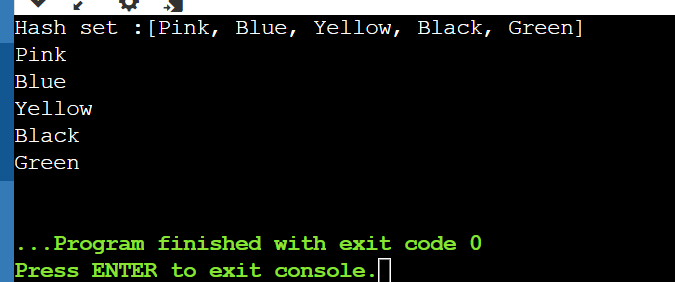 Hash set :[Pink, Blue, Yellow, Black, Green]
Pink
Blue
Yellow
Black
Green
...Program finished with exit code 0
Press ENTER to exit console.